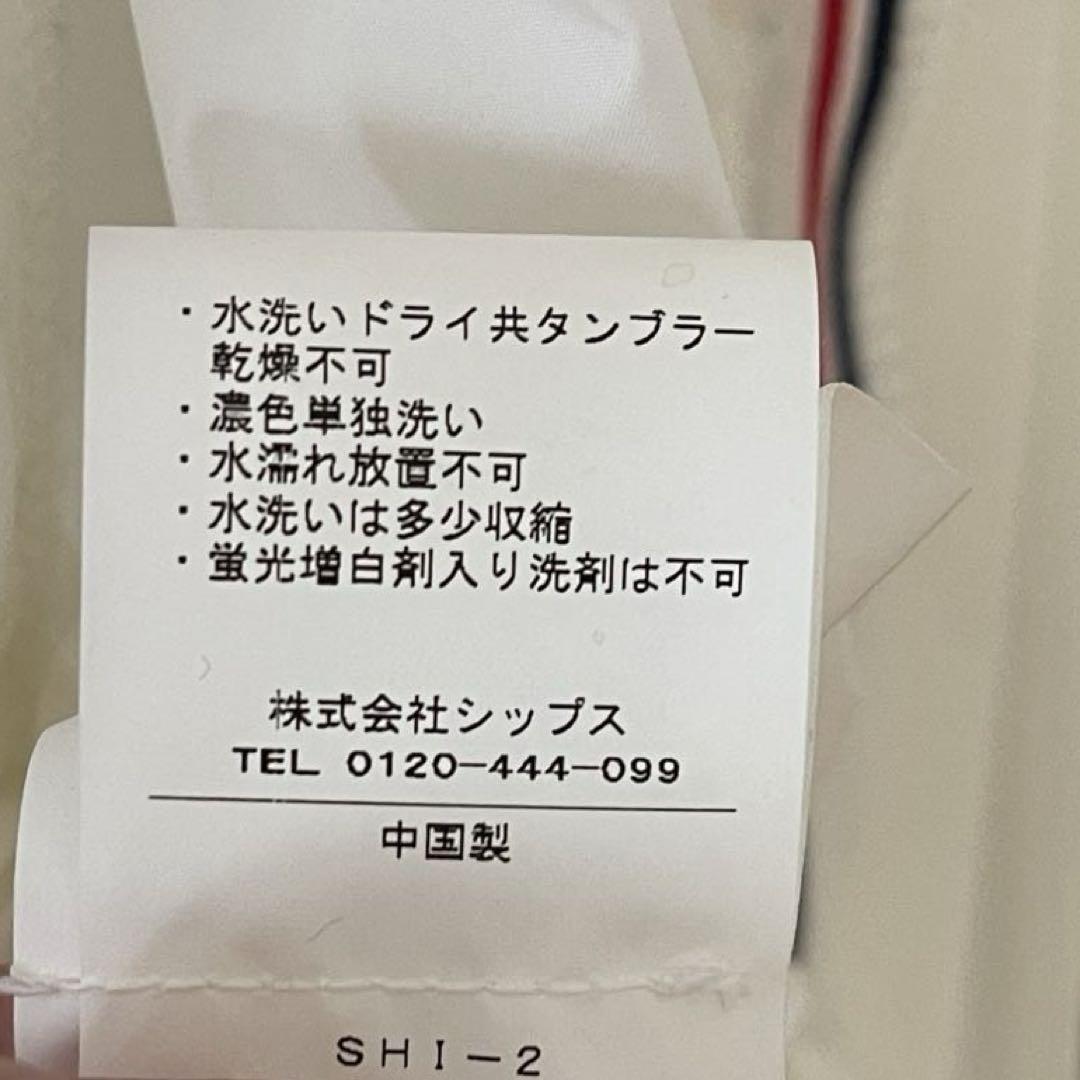 ・水洗いドライ共タンブラー
乾燥不可
・濃色単独洗い
・水濡れ放置不可
・水洗いは多少収縮
・蛍光増白剤入り洗剤は不可
株式会社シップス
TEL 0120-444-099
中国製
SHI-2